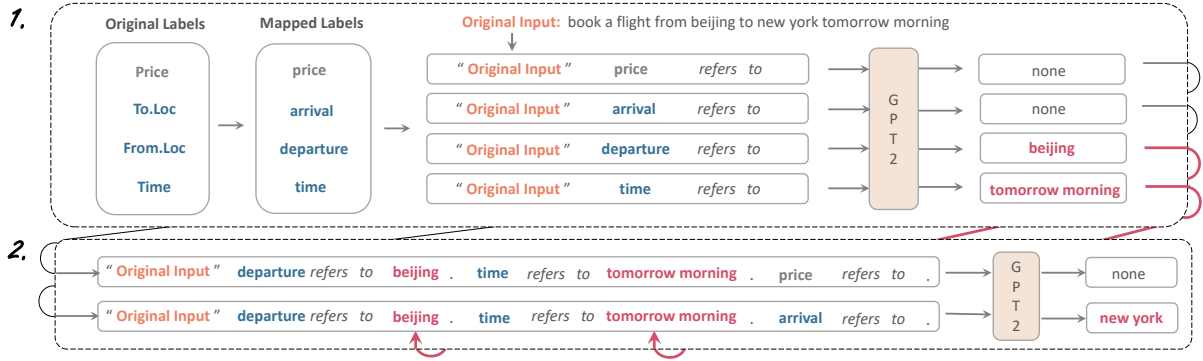 1.
Original Labels
Mapped Labels
Original Input: book a flight from beijing to new york tomorrow morning
Price
To.Loc
From.Loc
Time
price
arrival
departure
time
" Original Input " price refers to
" Original Input " arrival refers to
" Original Input " departure refers to
" Original Input " time refers to
G
P
T
2
none
none
beijing
tomorrow morning
2.
" Original Input " departure refers to beijing . time refers to tomorrow morning . price refers to .
" Original Input " departure refers to beijing . time refers to tomorrow morning . arrival refers to .
G
P
T
2
none
new york